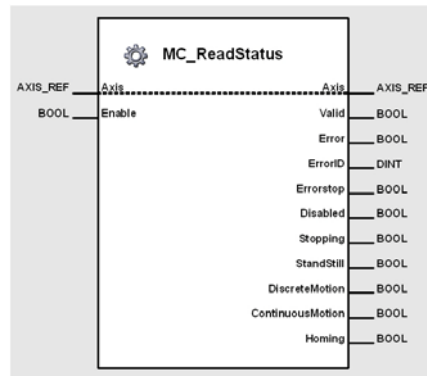 MC_ReadStatus
AXIS_REF Axis Axis AXIS_REF
BOOL Enable Valid BOOL
Error BOOL
ErrorID DINT
Errorstop BOOL
Disabled BOOL
Stopping BOOL
StandStill BOOL
DiscreteMotion BOOL
ContinuousMotion BOOL
Homing BOOL